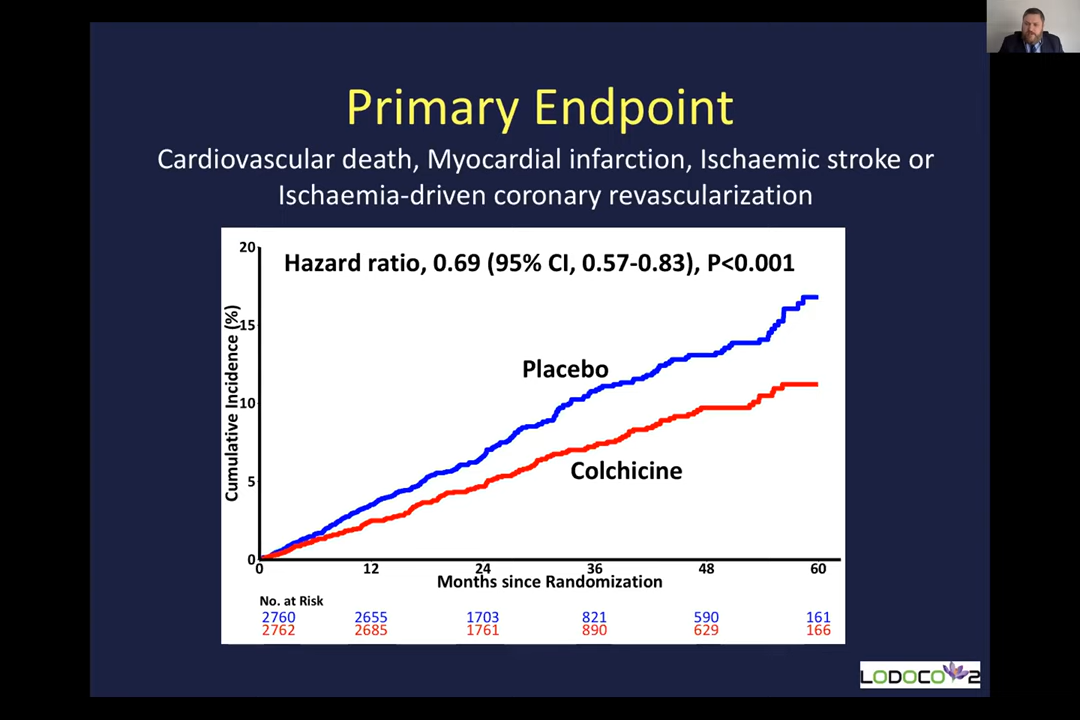 Primary Endpoint
Cardiovascular death, Myocardial infarction, Ischaemic stroke or
Ischaemia-driven coronary revascularization
Hazard ratio, 0.69 (95% CI, 0.57-0.83), P<0.001
Cumulative Incidence (%)
20
15
10
5
0
Placebo
Colchicine
0 12 24 36 48 60
Months since Randomization
No. at Risk
2760 2655 1703 821 590 161
2762 2685 1761 890 629 166
LODOCO 2